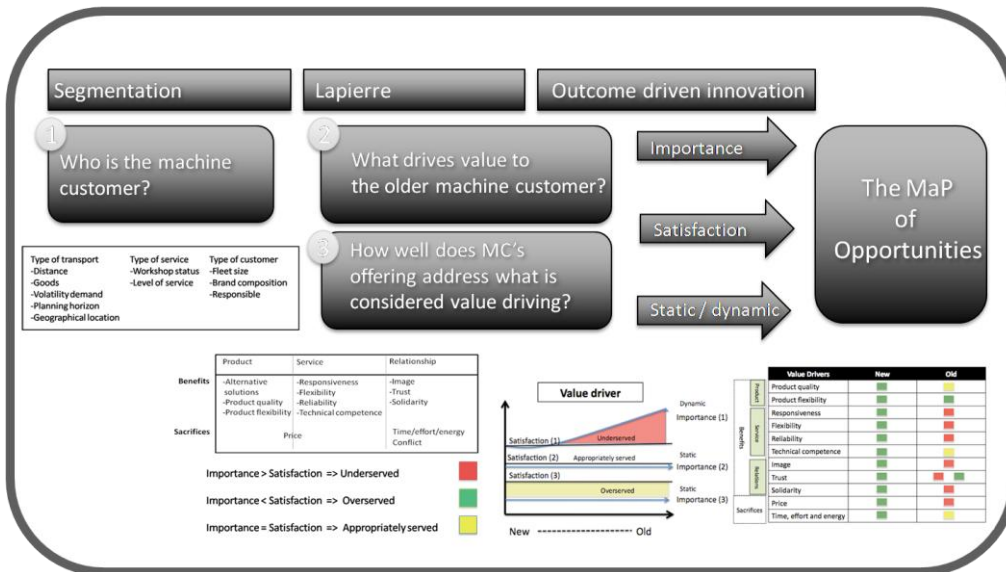 Segmentation
Lapierre
Outcome driven innovation
1
Who is the machine
customer?
2
What drives value to
the older machine customer?
3
How well does MC's
offering address what is
considered value driving?
Importance
Satisfaction
Static / dynamic
The MaP
of
Opportunities
Type of transport
-Distance
-Goods
-Volatility demand
-Planning horizon
-Geographical location
Type of service
-Workshop status
-Level of service
Type of customer
-Fleet size
-Brand composition
-Responsible
Product
Service
Relationship
Benefits
-Alternative
solutions
-Product quality
-Product flexibility
-Responsiveness
-Flexibility
-Reliability
-Technical competence
-Image
-Trust
-Solidarity
Sacrifices
Price
Time/effort/energy
Conflict
Importance > Satisfaction => Underserved
Importance < Satisfaction => Overserved
Importance = Satisfaction => Appropriately served
Value driver
Dynamic
Importance (1)
Satisfaction (1)
Underserved
Satisfaction (2)
Appropriately served
Static
Importance (2)
Satisfaction (3)
Overserved
Static
Importance (3)
New
Old
Value Drivers
New
Old
Benefits
Product
Product quality
Product flexibility
Service
Responsiveness
Flexibility
Reliability
Technical competence
Relations
Image
Trust
Solidarity
Sacrifices
Price
Time, effort and energy